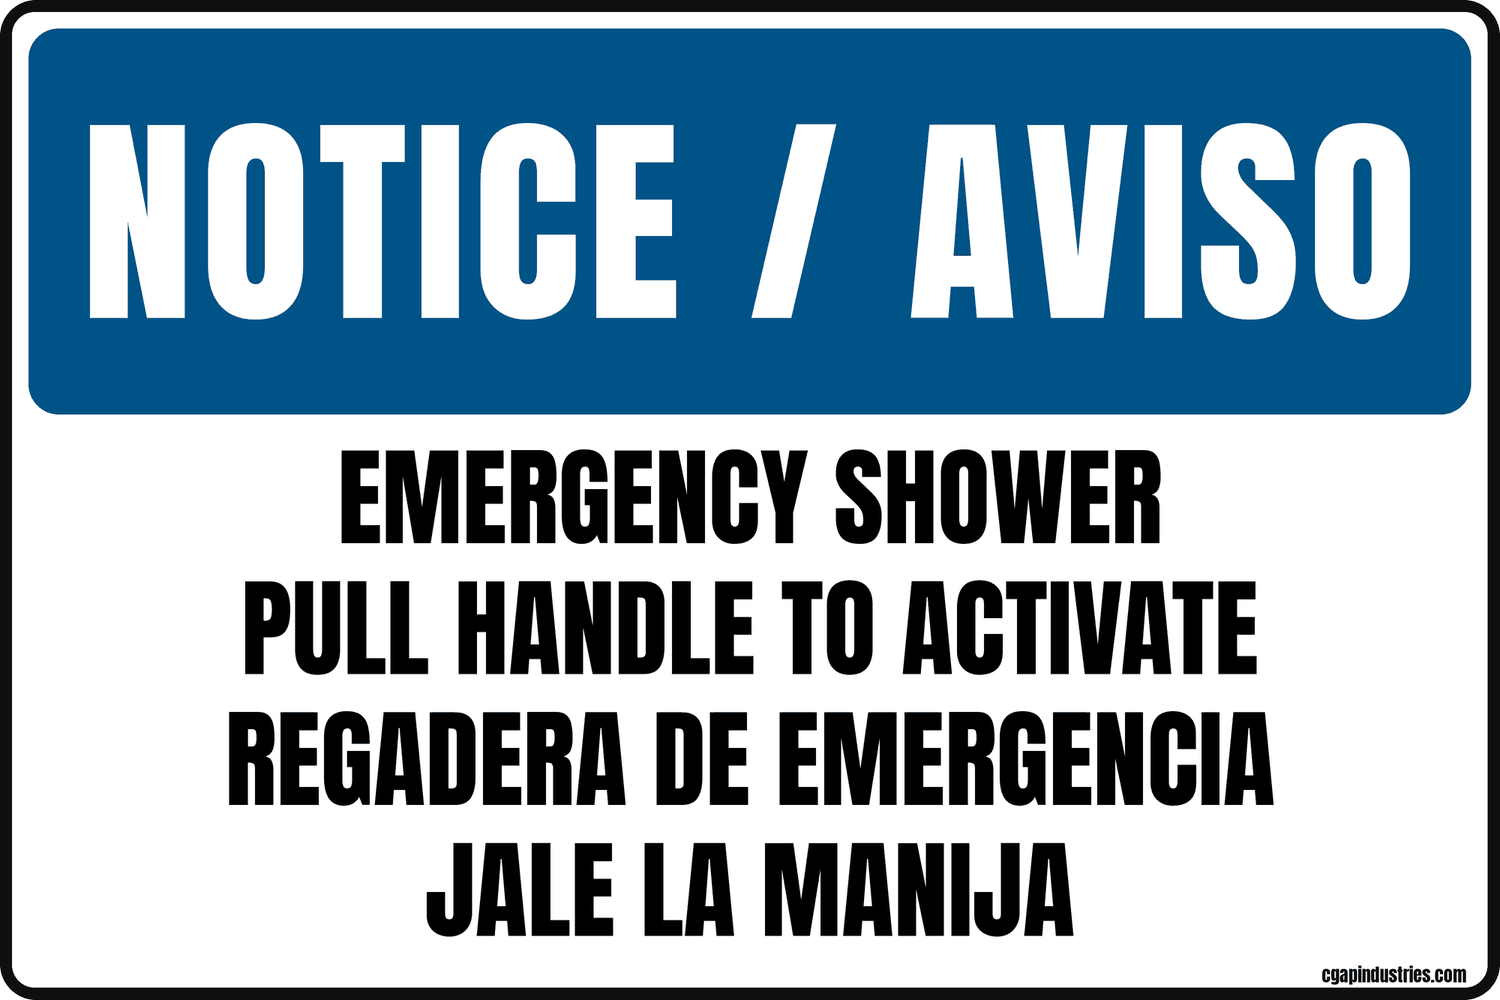 NOTICE / AVISO
EMERGENCY SHOWER
PULL HANDLE TO ACTIVATE
REGADERA DE EMERGENCIA
JALE LA MANIJA
cgapindustries.com